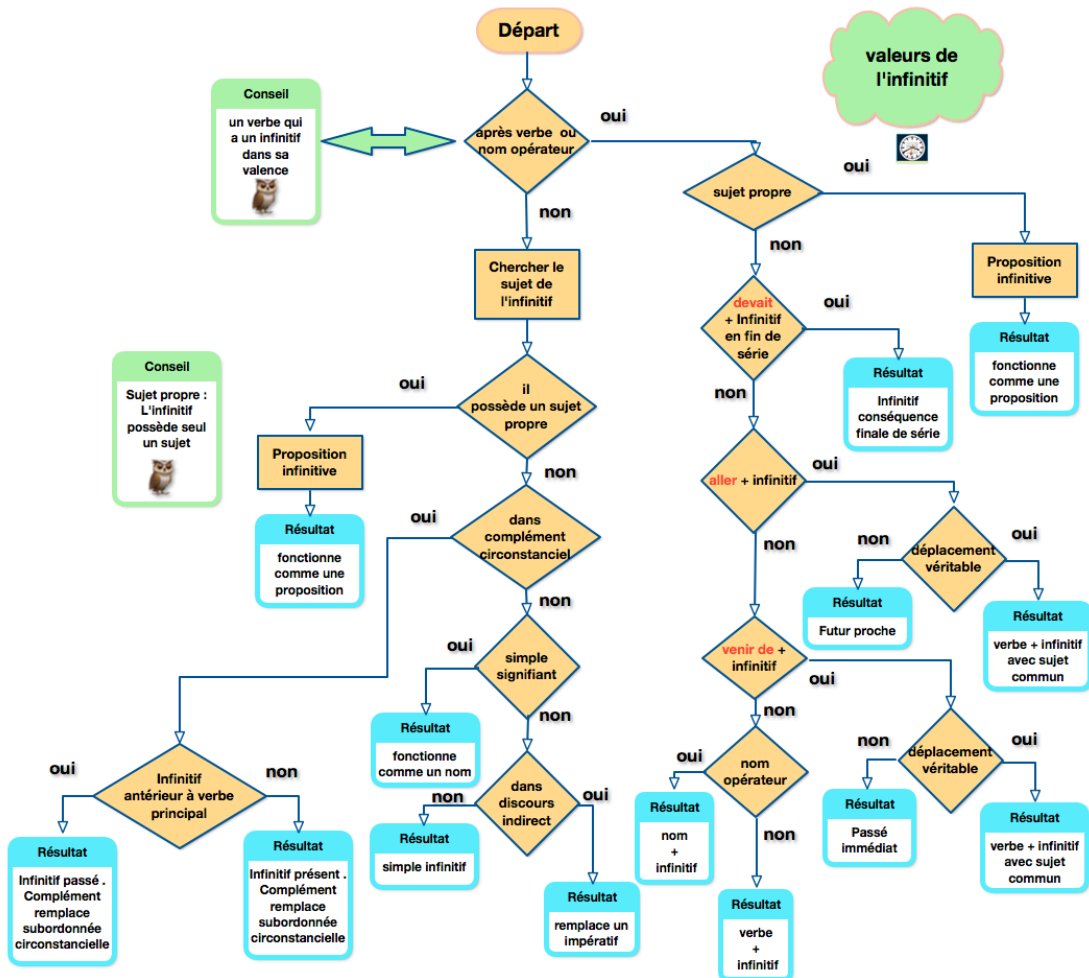 Départ
valeurs de
l'infinitif
Conseil
un verbe qui
a un infinitif
dans sa
valence
après verbe ou
nom opérateur
oui
oui
sujet propre
non
non
Chercher le
sujet de
l'infinitif
Proposition
infinitive
devait
+ Infinitif
en fin de
série
oui
Résultat
fonctionne
comme une
proposition
Résultat
Infinitif
conséquence
finale de série
Conseil
Sujet propre :
L'infinitif
possède seul
un sujet
oui
il
possède un sujet
propre
non
Proposition
infinitive
non
aller + infinitif
oui
Résultat
fonctionne
comme une
proposition
oui
dans
complément
circonstanciel
non
non
déplacement
véritable
oui
non
Résultat
Futur proche
Résultat
verbe + infinitif
avec sujet
commun
oui
simple
signifiant
venir de +
infinitif
oui
non
non
Résultat
fonctionne
comme un nom
oui
nom
opérateur
non
déplacement
véritable
oui
oui
Infinitif
antérieur à verbe
principal
non
non
dans
discours
indirect
oui
Résultat
nom
+
infinitif
non
Résultat
Passé
immédiat
Résultat
verbe + infinitif
avec sujet
commun
Résultat
Infinitif passé .
Complément
remplace
subordonnée
circonstancielle
Résultat
Infinitif présent .
Complément
remplace
subordonnée
circonstancielle
Résultat
simple infinitif
Résultat
remplace un
impératif
Résultat
verbe
+
infinitif